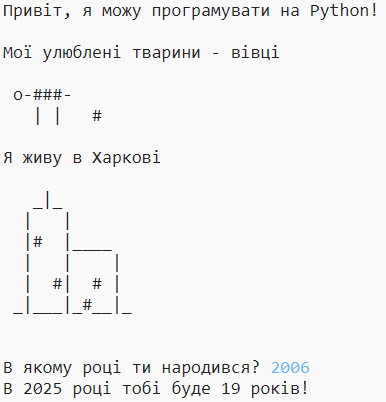 Привіт, я можу програмувати на Python!
Мої улюблені тварини - вівці
 o-###-
   | |   #
Я живу в Харкові
   _|_
  |   |
  |#  |____
  |   |    |
  |  #|  # |
 _|___|_#__|_
В якому році ти народився? 2006
В 2025 році тобі буде 19 років!